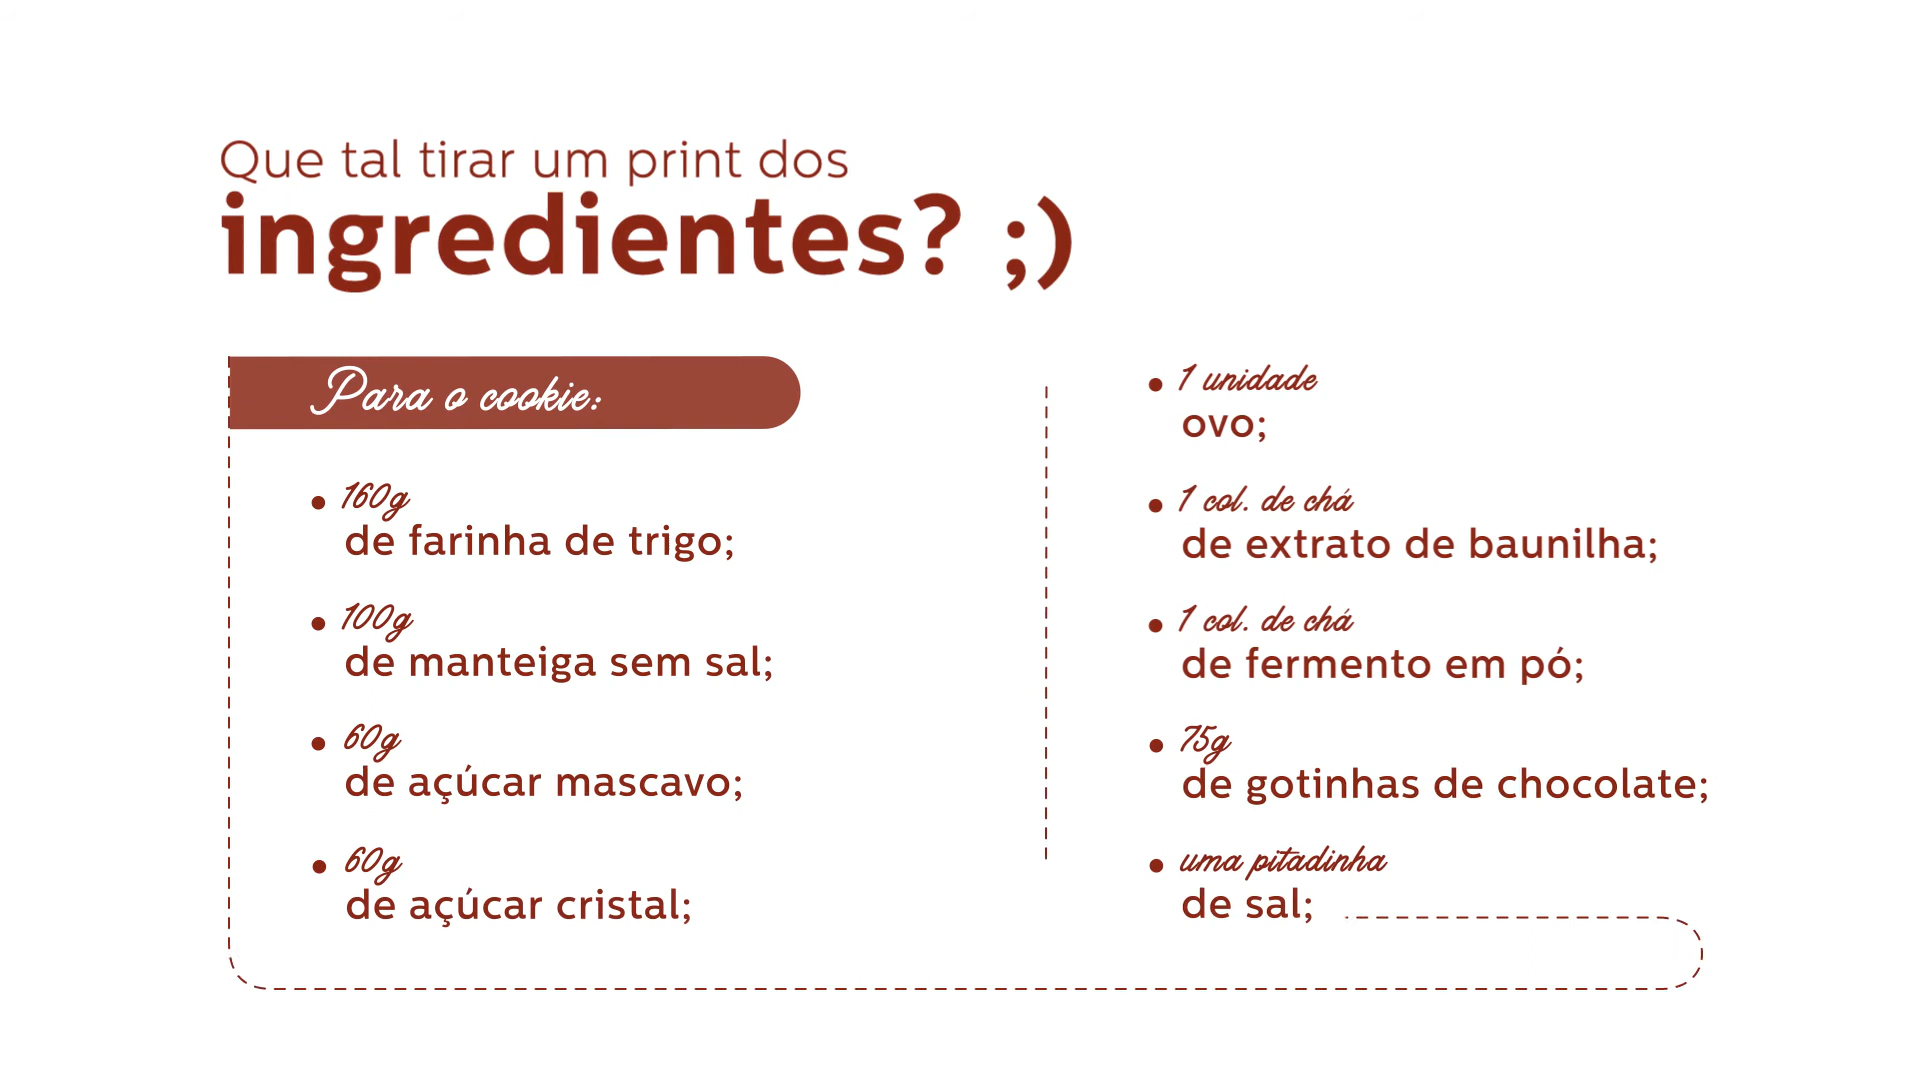 Que tal tirar um print dos
ingredientes? ;)
Para o cookie:
• 160g
de farinha de trigo;
• 100g
de manteiga sem sal;
• 60g
de açúcar mascavo;
• 60g
de açúcar cristal;
• 1 unidade
ovo;
• 1 col. de chá
de extrato de baunilha;
• 1 col. de chá
de fermento em pó;
• 75g
de gotinhas de chocolate;
• uma pitadinha
de sal;